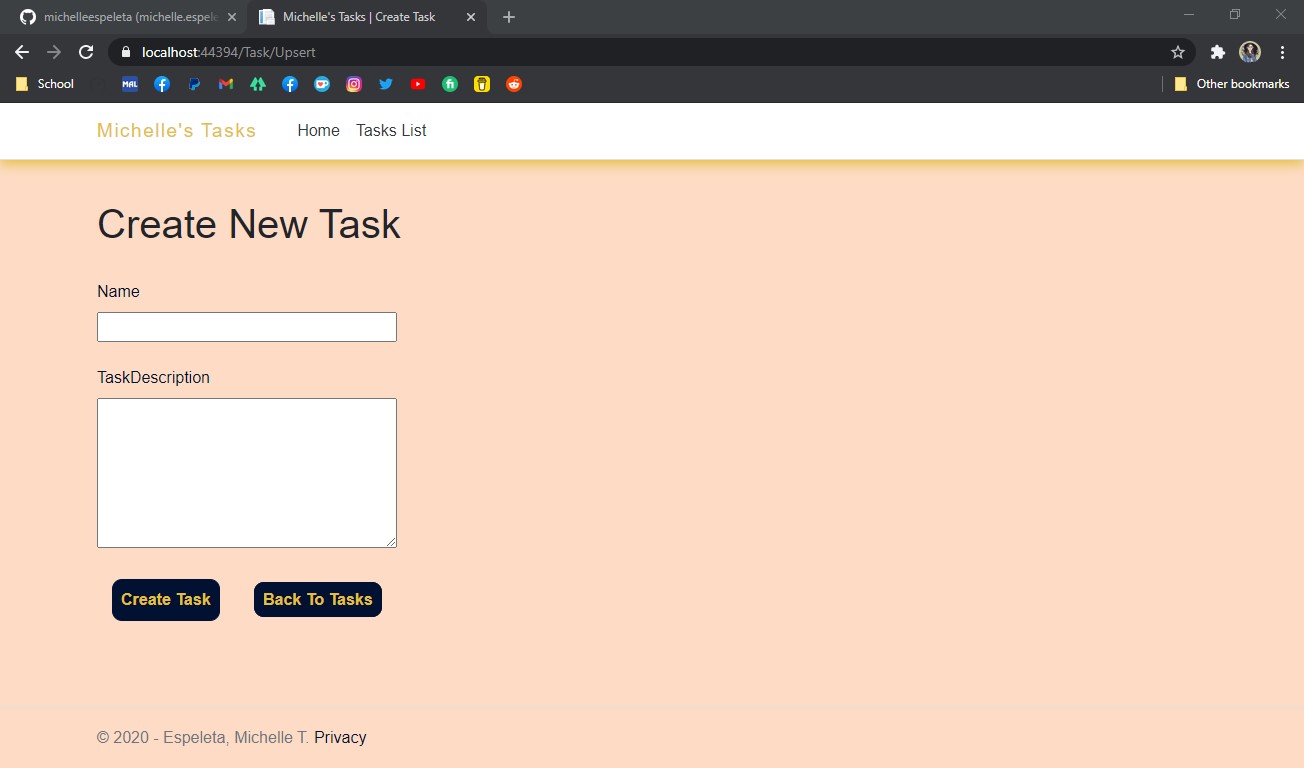 michelleespeleta (michelle.espele
Michelle's Tasks | Create Task
localhost:44394/Task/Upsert
School
MAL
Other bookmarks
Michelle's Tasks
Home
Tasks List
Create New Task
Name
TaskDescription
Create Task
Back To Tasks
© 2020 - Espeleta, Michelle T. Privacy